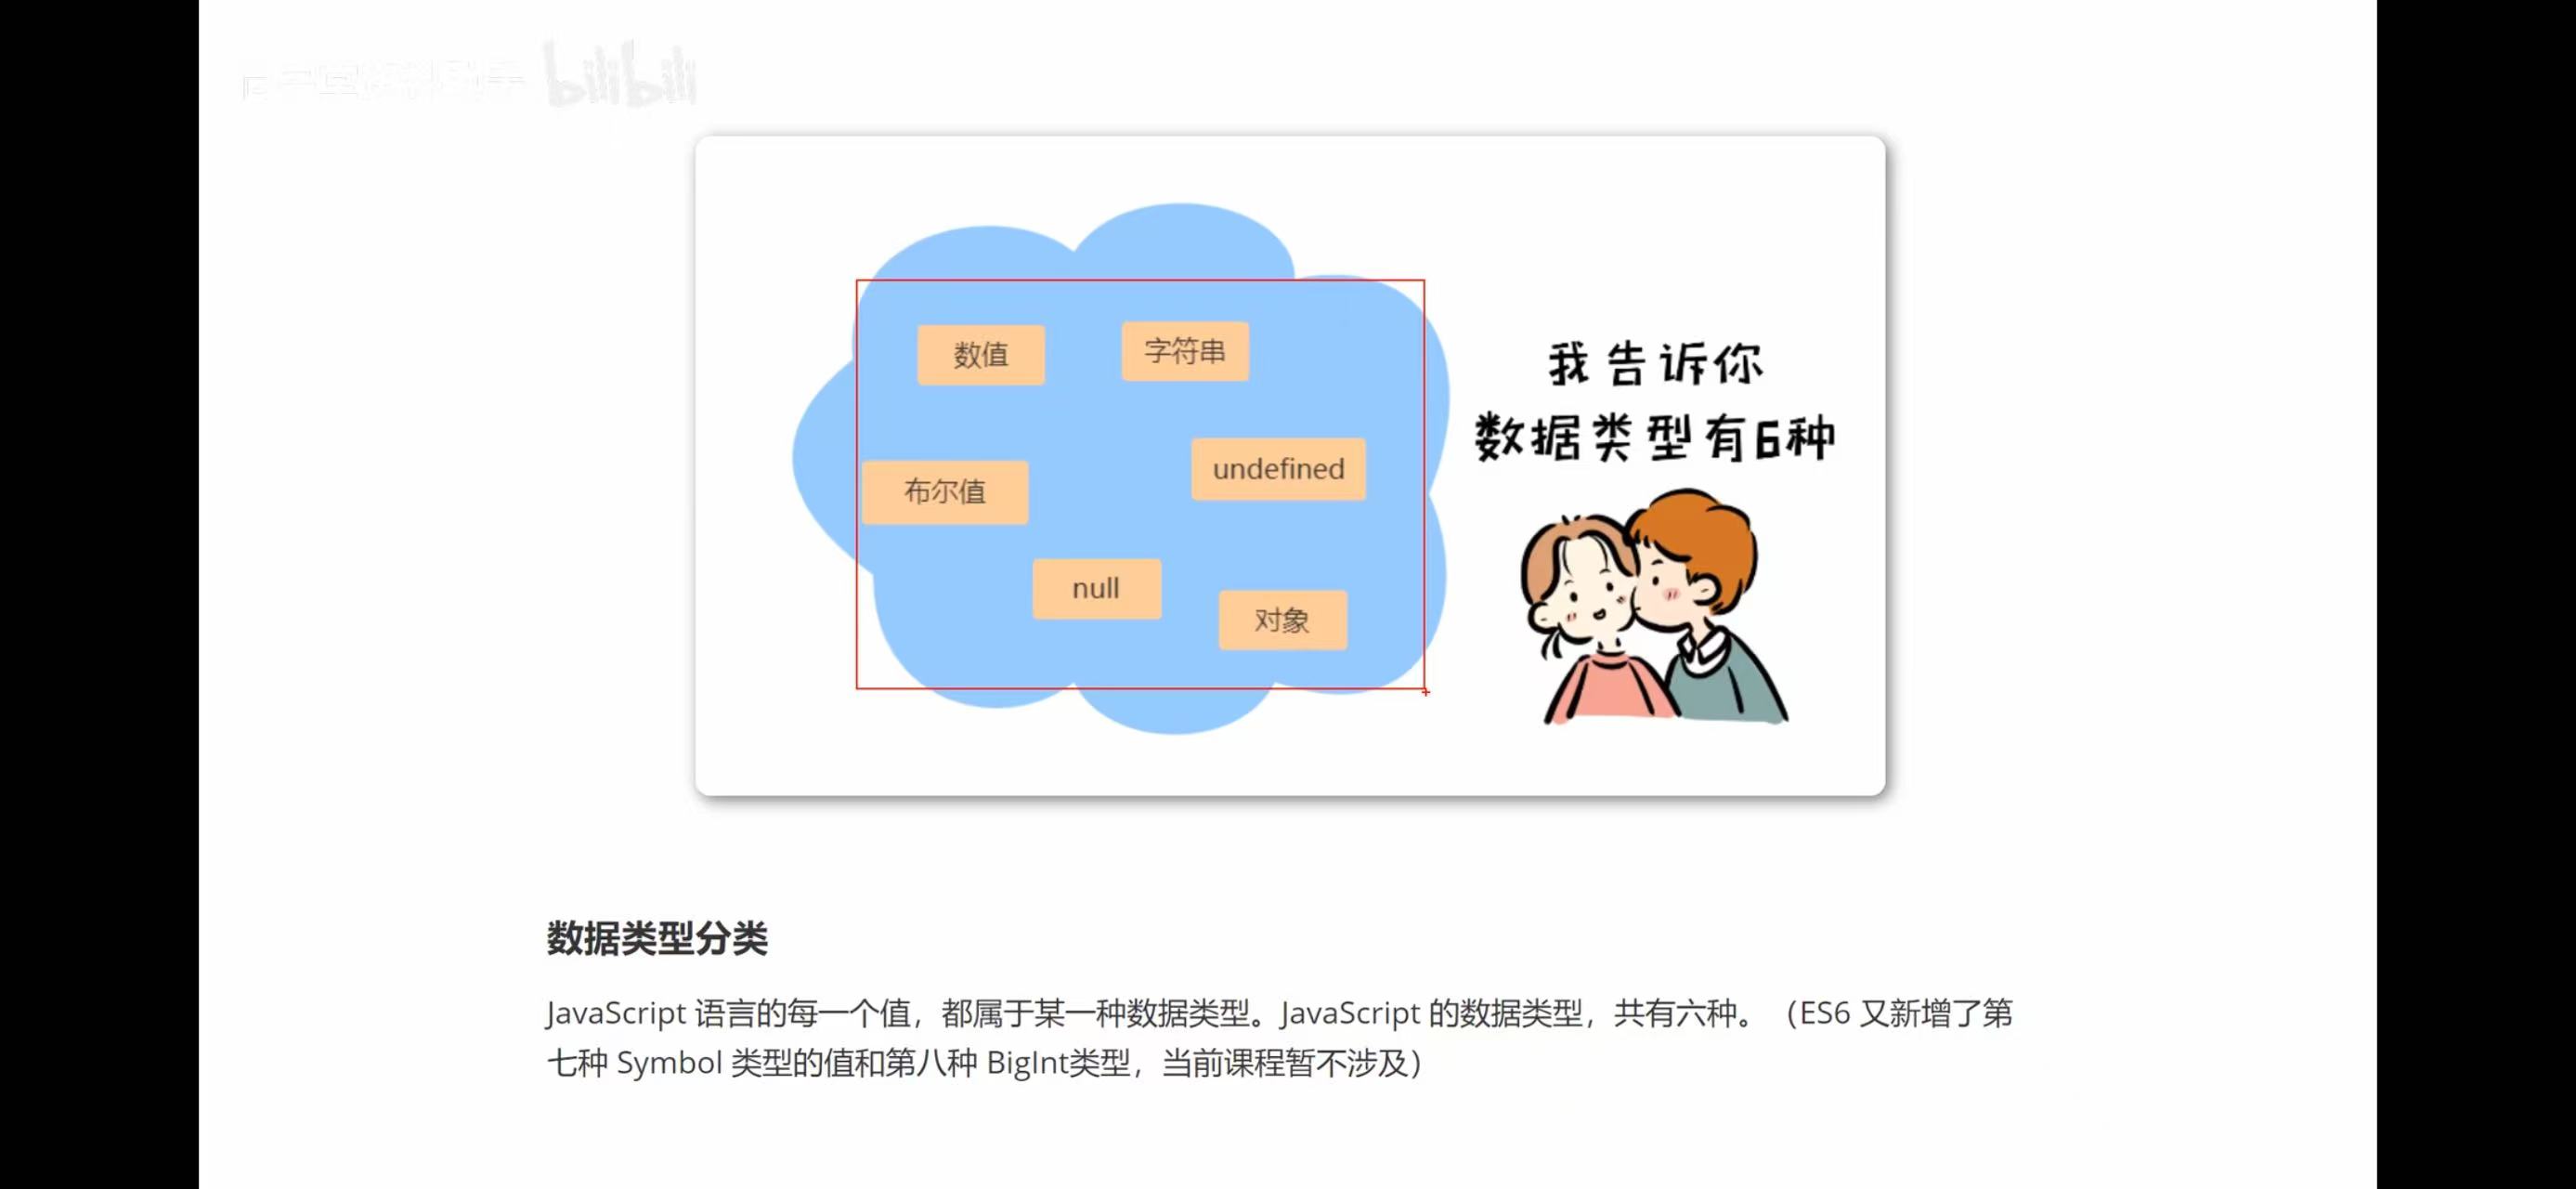 bilibili
数值
字符串
布尔值
undefined
null
对象
我告诉你
数据类型有6种
数据类型分类
JavaScript 语言的每一个值，都属于某一种数据类型。JavaScript 的数据类型，共有六种。（ES6 又新增了第
七种 Symbol 类型的值和第八种 BigInt类型，当前课程暂不涉及）